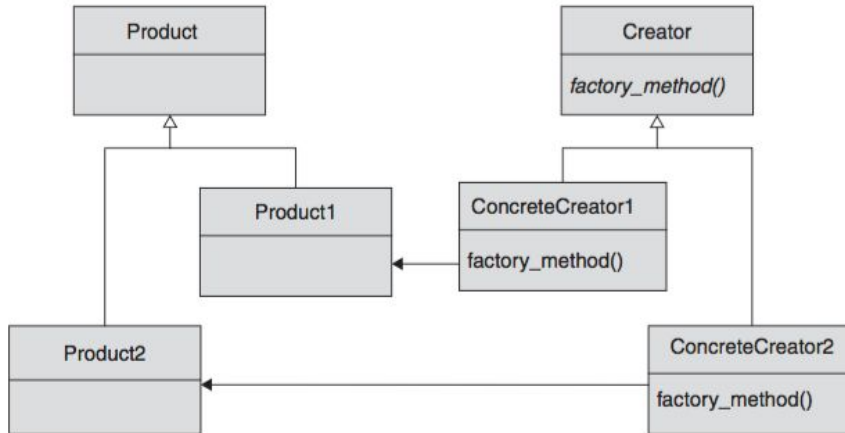 Product
Creator
factory_method()
Product1
ConcreteCreator1
factory_method()
Product2
ConcreteCreator2
factory_method()